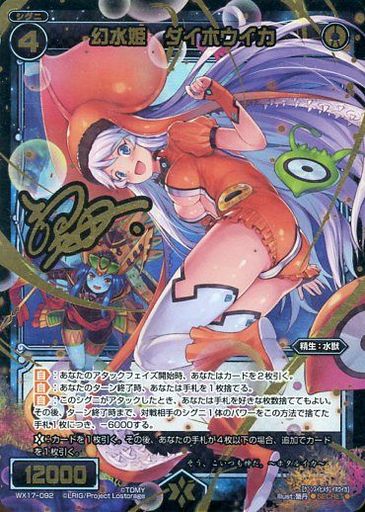 シグニ
4
幻水姫 ダイホウイカ
精生：水獣
自：あなたのアタックフェイズ開始時、あなたはカードを2枚引く。
自：あなたのターン終了時、あなたは手札を1枚捨てる。
自：このシグニがアタックしたとき、あなたは手札を好きな枚数捨ててもよい。
その後、ターン終了時まで、対戦相手のシグニ1体のパワーをこの方法で捨てた
手札1枚につき、－6000する。
：カードを1枚引く。その後、あなたの手札が4枚以下の場合、追加でカー
ドを1枚引く。
そう、こいつも仲だ。～ホタルイカ～
12000
WX17-092 ©TOMY ©LRIG/Project Lostorage
Illust.蟹丹 SECRET